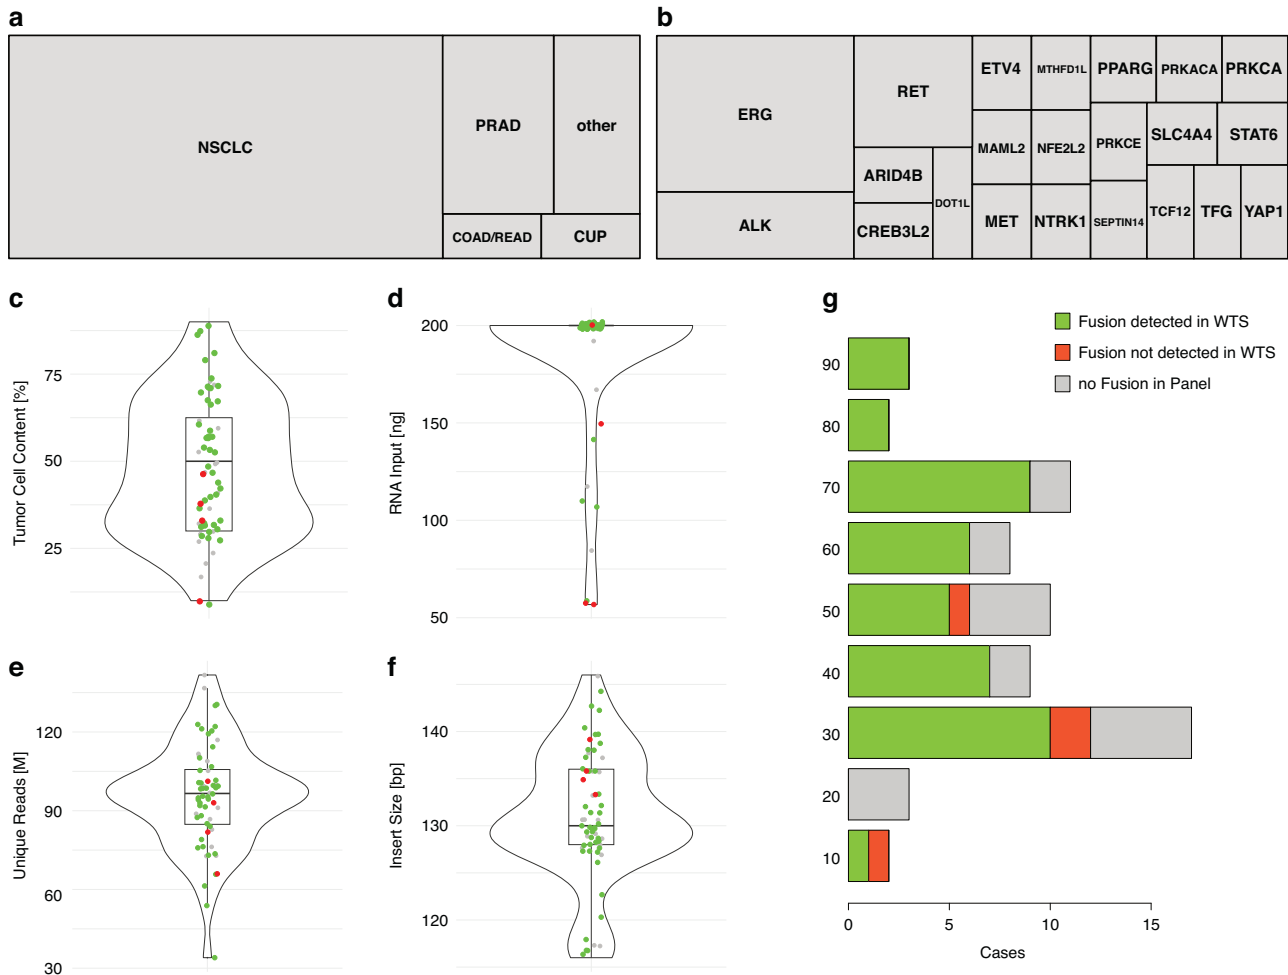 a
NSCLC
PRAD
other
COAD/READ
CUP
b
ERG
ALK
RET
ARID4B
CREB3L2
DOT1L
ETV4
MTHFD1L
MAML2
NFE2L2
MET
NTRK1
PPARG
PRKACA
PRKCA
PRKCE
SLC4A4
STAT6
SEPTIN14
TCF12
TFG
YAP1
c
Tumor Cell Content [%]
75
50
25
d
RNA Input [ng]
200
150
100
50
e
Unique Reads [M]
120
90
60
30
f
Insert Size [bp]
140
130
120
g
Fusion detected in WTS
Fusion not detected in WTS
no Fusion in Panel
90
80
70
60
50
40
30
20
10
0 5 10 15
Cases